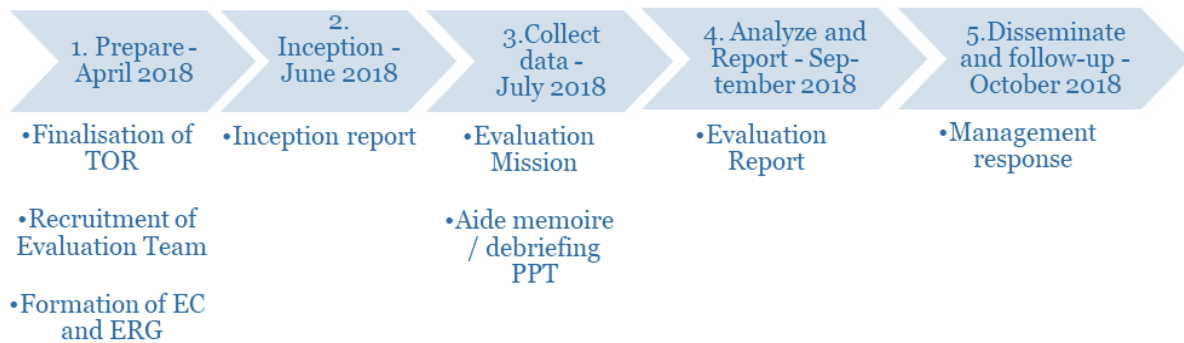 1. Prepare -
April 2018
2.
Inception -
June 2018
3.Collect
data -
July 2018
4. Analyze and
Report - Sep-
tember 2018
5.Disseminate
and follow-up -
October 2018
•Finalisation of
TOR
•Recruitment of
Evaluation Team
•Formation of EC
and ERG
•Inception report
•Evaluation
Mission
•Aide memoire
/ debriefing
PPT
•Evaluation
Report
•Management
response